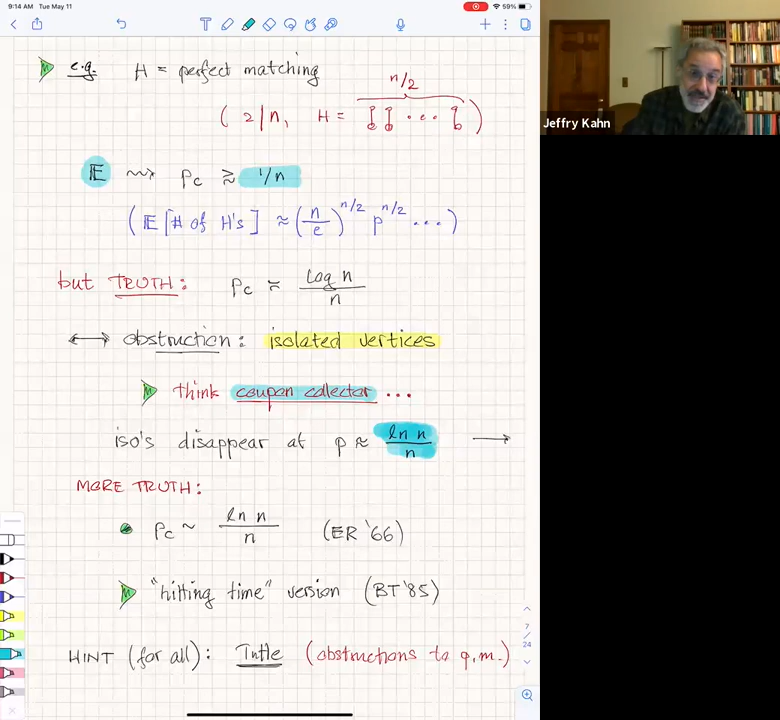 9:14 AM Tue May 11
59%
e.g. H = perfect matching
n/2
( 2|n, H = ... )
Jeffry Kahn
E ⇝ pc ≳ 1/n
( E[# of H's] ≈ (n/e)^{n/2} p^{n/2} ... )
but TRUTH: pc ≍ log n / n
↔ obstruction: isolated vertices
think coupon collector ...
iso's disappear at p ≈ ln n / n →
MORE TRUTH:
pc ~ ln n / n (ER '66)
"hitting time" version (BT '85)
7
24
HINT (for all): Tutte (obstructions to p.m.)